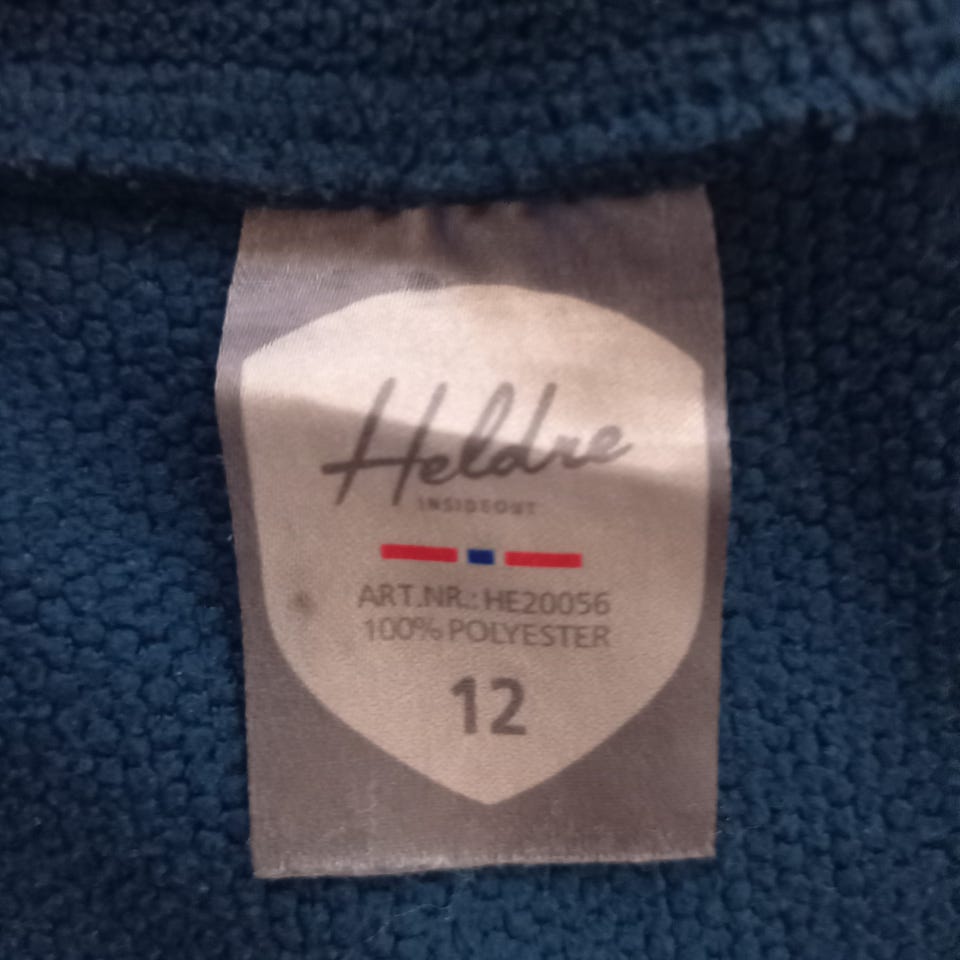 Heldre
INSIDEOUT
ART.NR.: HE20056
100% POLYESTER
12